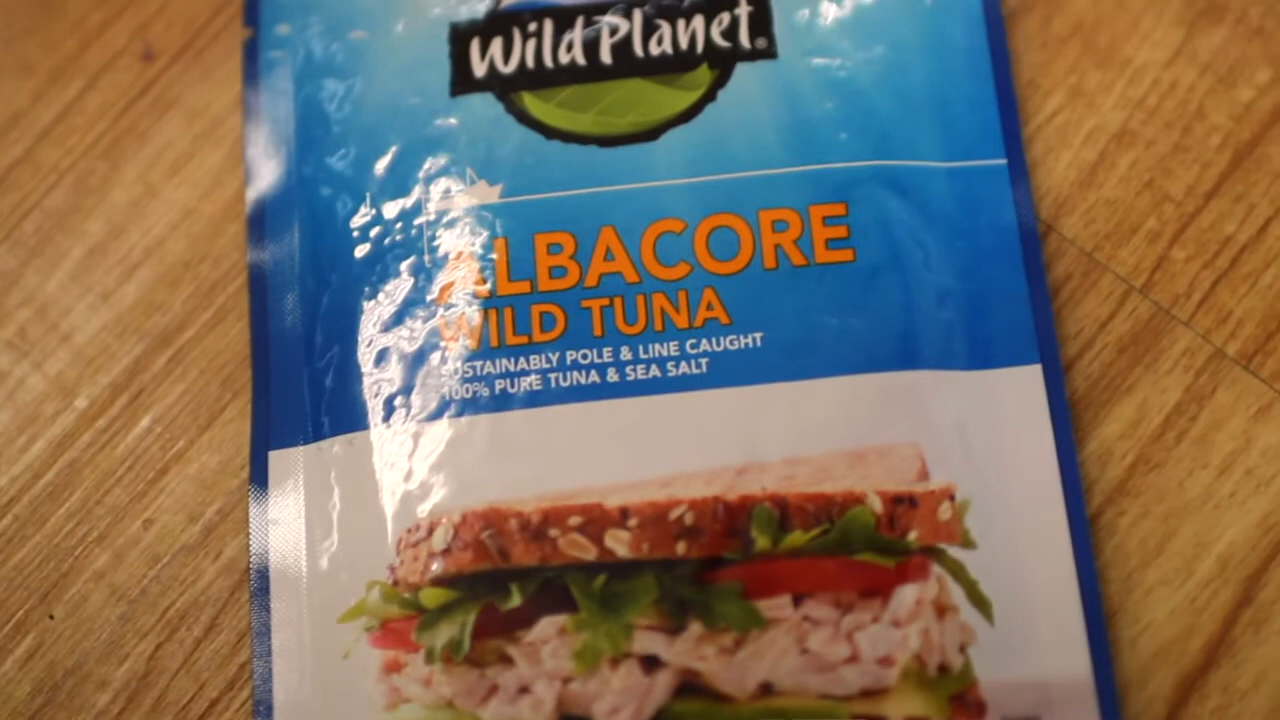 Wild Planet®
ALBACORE
WILD TUNA
SUSTAINABLY POLE & LINE CAUGHT
100% PURE TUNA & SEA SALT